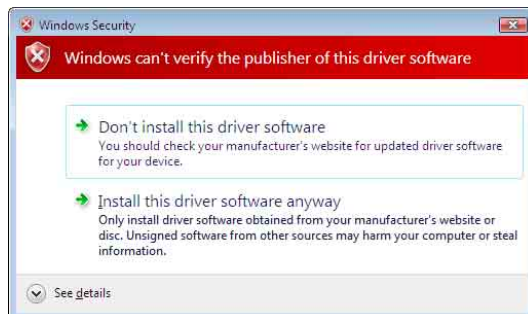 Windows Security
Windows can't verify the publisher of this driver software
Don't install this driver software
You should check your manufacturer's website for updated driver software
for your device.
Install this driver software anyway
Only install driver software obtained from your manufacturer's website or
disc. Unsigned software from other sources may harm your computer or steal
information.
See details